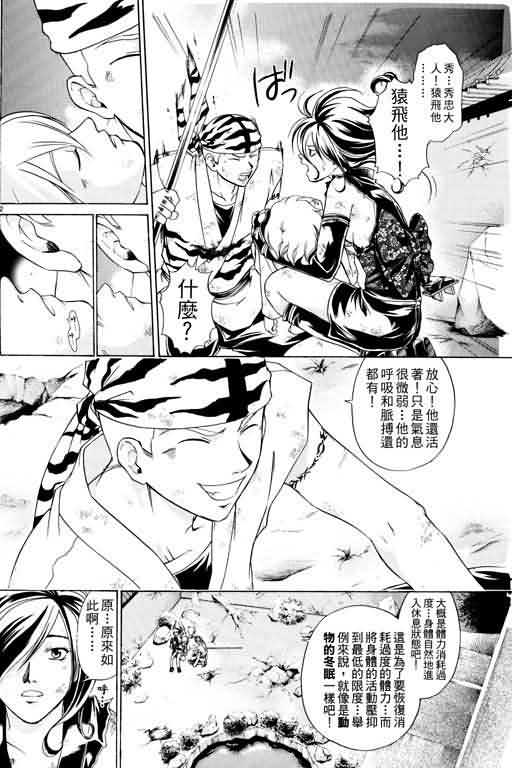 秀…秀忠大
人！猿飛他
………
猿飛他…！
ばっ
什麼？
放心！他還活
著！只是氣息
很微弱…他的
呼吸和脈搏還
都有！
大概是體力消耗過
度…身體自然地進
入休息狀態吧！
這是為了要恢復消
耗過度的體力…而
將身體的活動壓抑
到最低的限度…舉
例來說，就像是動
物的冬眠一樣吧！
原…原來如
此啊……